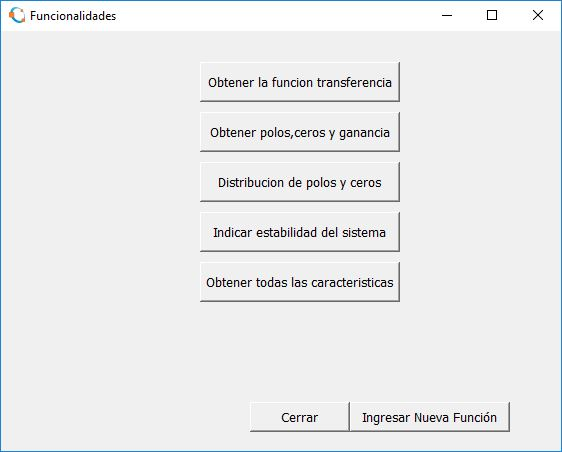 Funcionalidades
Obtener la funcion transferencia
Obtener polos,ceros y ganancia
Distribucion de polos y ceros
Indicar estabilidad del sistema
Obtener todas las caracteristicas
Cerrar
Ingresar Nueva Función